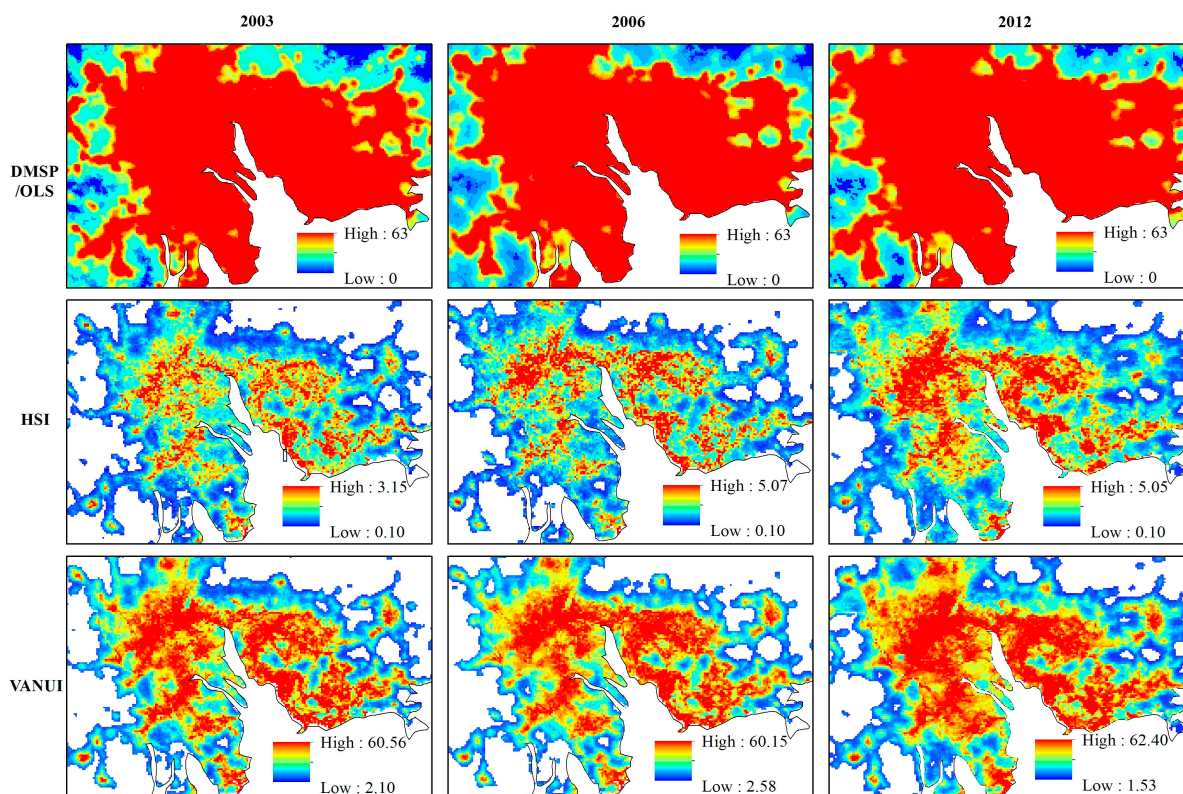 2003
2006
2012
DMSP
/OLS
High : 63
Low : 0
High : 63
Low : 0
High : 63
Low : 0
HSI
High : 3.15
Low : 0.10
High : 5.07
Low : 0.10
High : 5.05
Low : 0.10
VANUI
High : 60.56
Low : 2.10
High : 60.15
Low : 2.58
High : 62.40
Low : 1.53